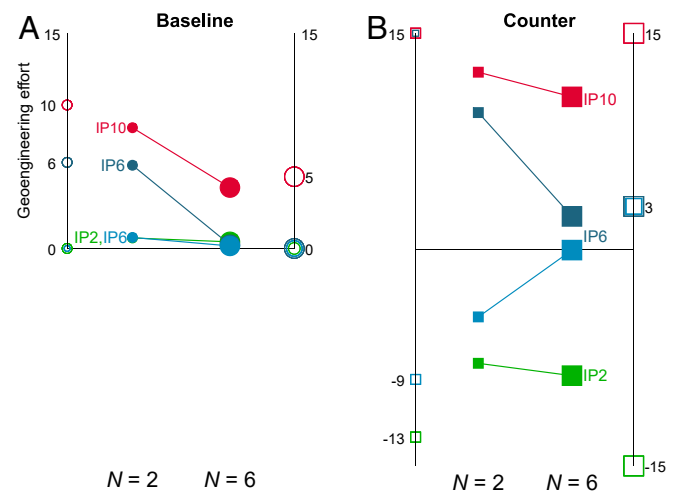 A
Baseline
15
15
Geoengineering effort
10
IP10
6
IP6
5
IP2,IP6
0
0
N = 2
N = 6
B
Counter
15
15
IP10
3
IP6
-9
IP2
-13
-15
N = 2
N = 6